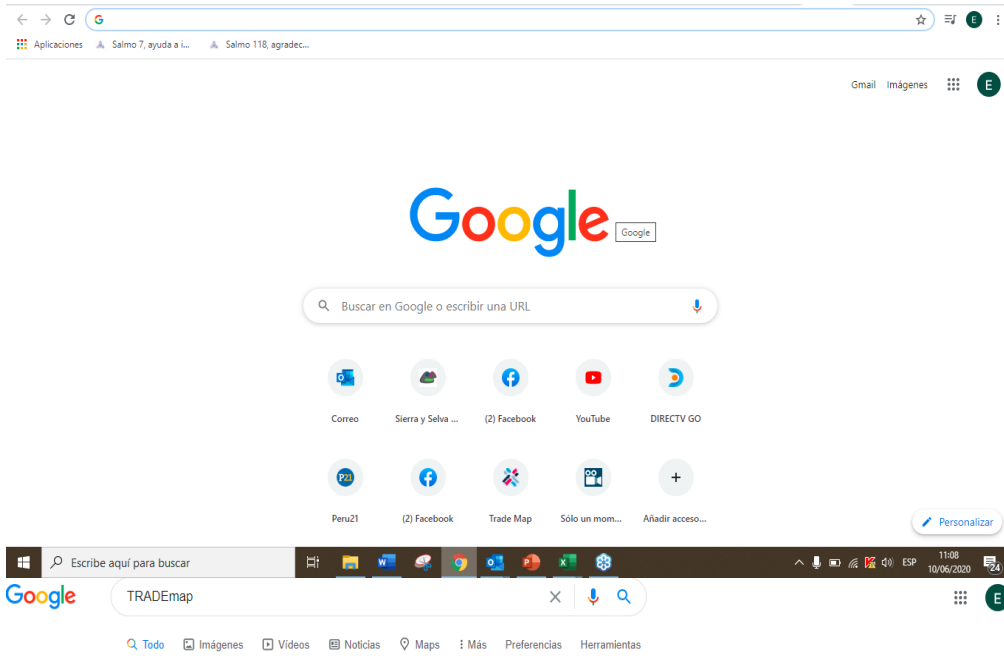 Aplicaciones Salmo 7, ayuda a i... Salmo 118, agradec...
E
Gmail Imágenes E
Google
Google
Buscar en Google o escribir una URL
Correo Sierra y Selva ... (2) Facebook YouTube DIRECTV GO
P21
Peru21 (2) Facebook Trade Map Sólo un mom... Añadir acceso...
Personalizar
Escribe aquí para buscar ESP 11:08
10/06/2020 24
Google TRADEmap E
Todo Imágenes Vídeos Noticias Maps Más Preferencias Herramientas